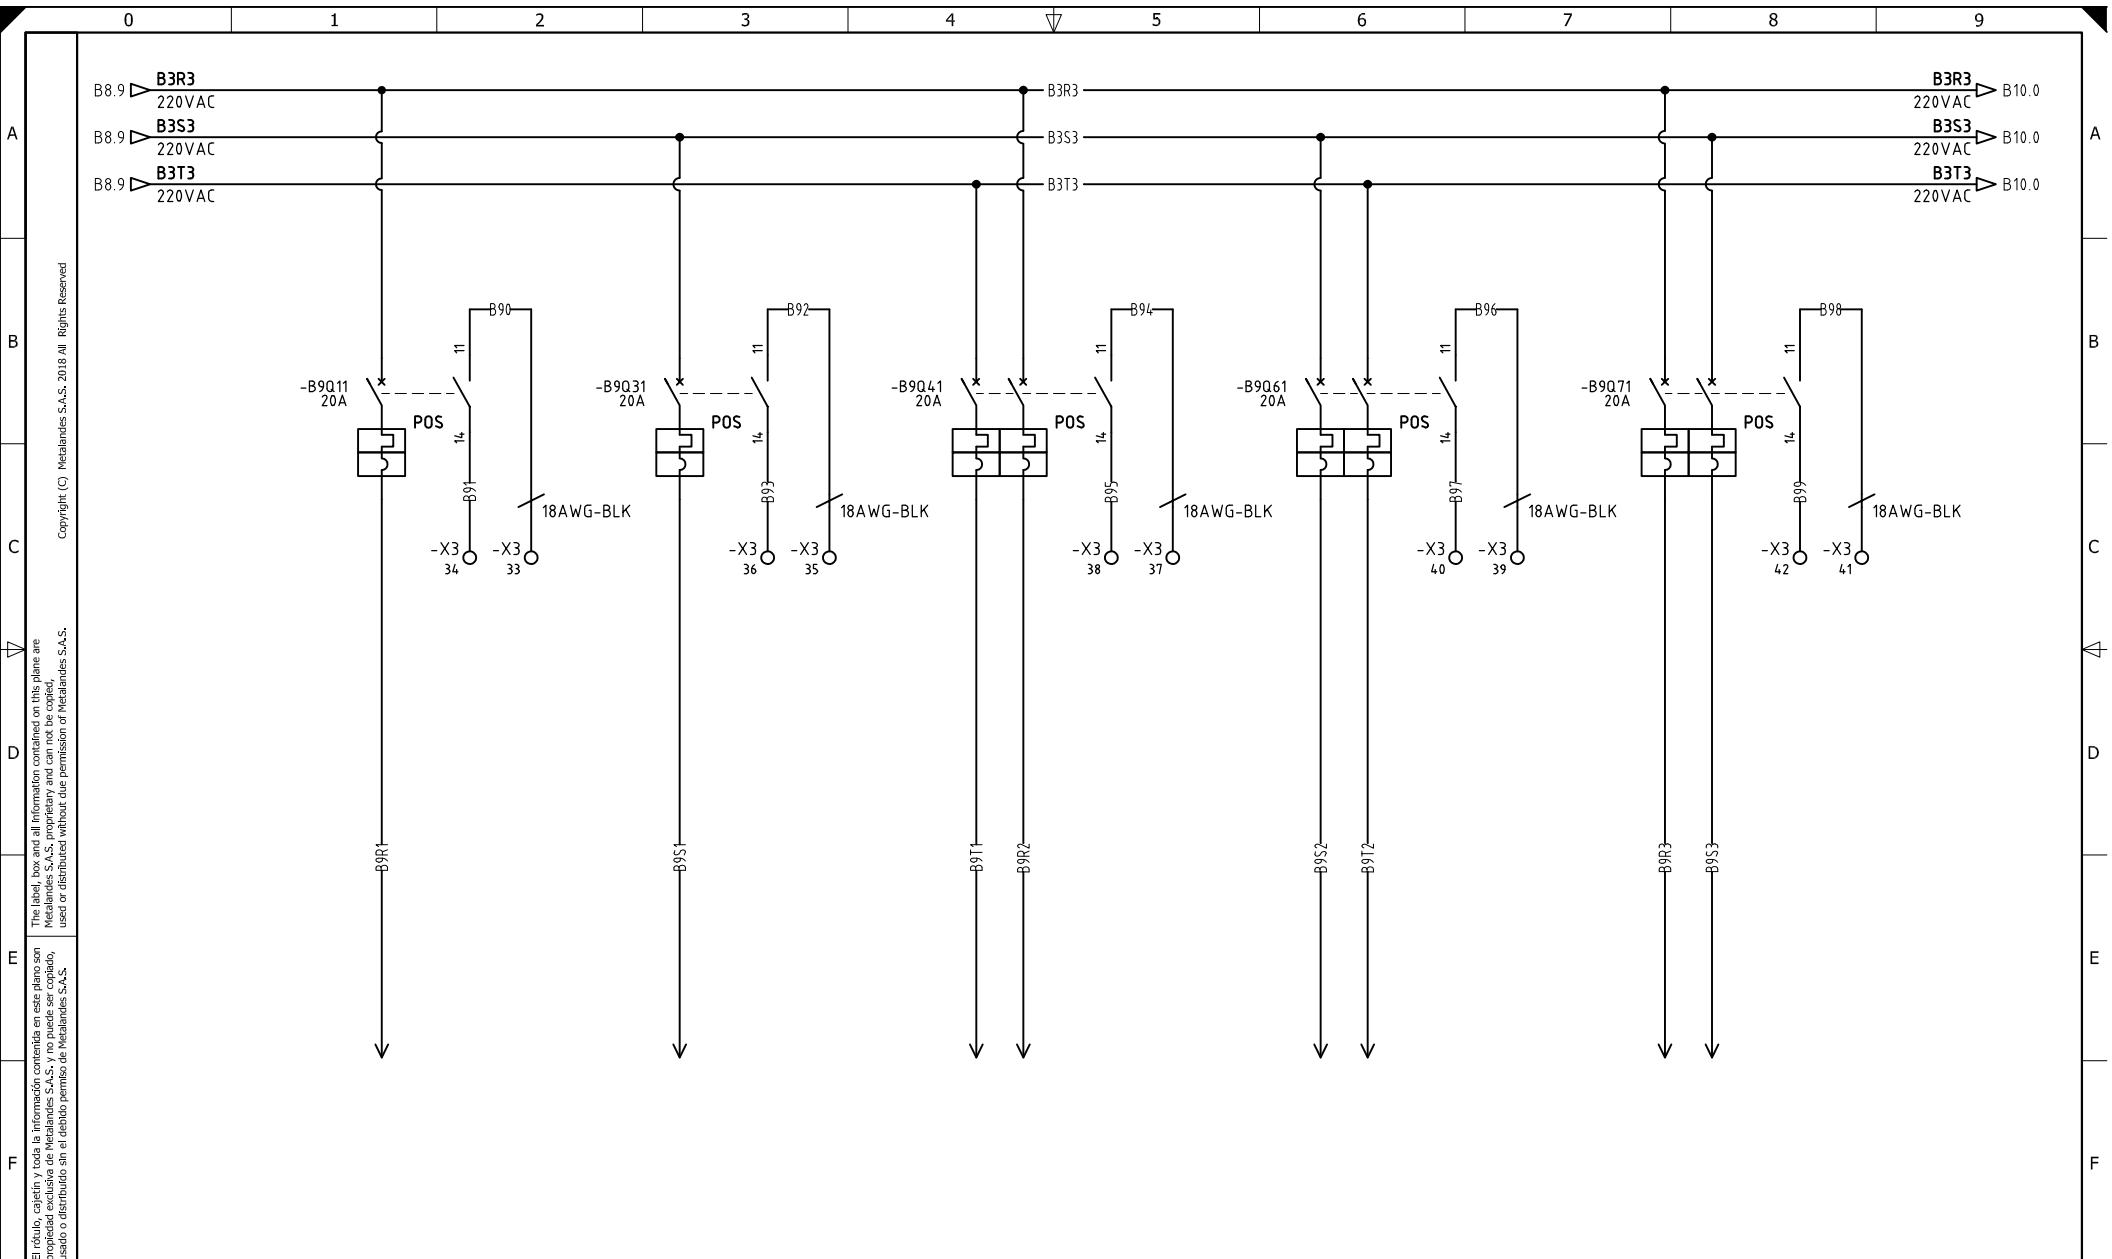 0 1 2 3 4 5 6 7 8 9
B8.9 B3R3 220VAC
B3R3
B3R3 220VAC B10.0
A
A
B8.9 B3S3 220VAC
B3S3
B3S3 220VAC B10.0
B8.9 B3T3 220VAC
B3T3
B3T3 220VAC B10.0
B
B
B90
B92
B94
B96
B98
11
11
11
11
11
-B9Q11
20A
POS
-B9Q31
20A
POS
-B9Q41
20A
POS
-B9Q61
20A
POS
-B9Q71
20A
POS
14
14
14
14
14
B91
B93
B95
B97
B99
18AWG-BLK
18AWG-BLK
18AWG-BLK
18AWG-BLK
18AWG-BLK
C
C
-X3
34
-X3
33
-X3
36
-X3
35
-X3
38
-X3
37
-X3
40
-X3
39
-X3
42
-X3
41
D
D
B9R1
B9S1
B9T1
B9R2
B9S2
B9T2
B9R3
B9S3
E
E
F
F
Copyright (C) Metalandes S.A.S. 2018 All Rights Reserved
The label, box and all information contained on this plane are
Metalandes S.A.S. proprietary and can not be copied,
used or distributed without due permission of Metalandes S.A.S.
El rótulo, cajetín y toda la información contenida en este plano son
propiedad exclusiva de Metalandes S.A.S. y no puede ser copiado,
usado o distribuido sin el debido permiso de Metalandes S.A.S.